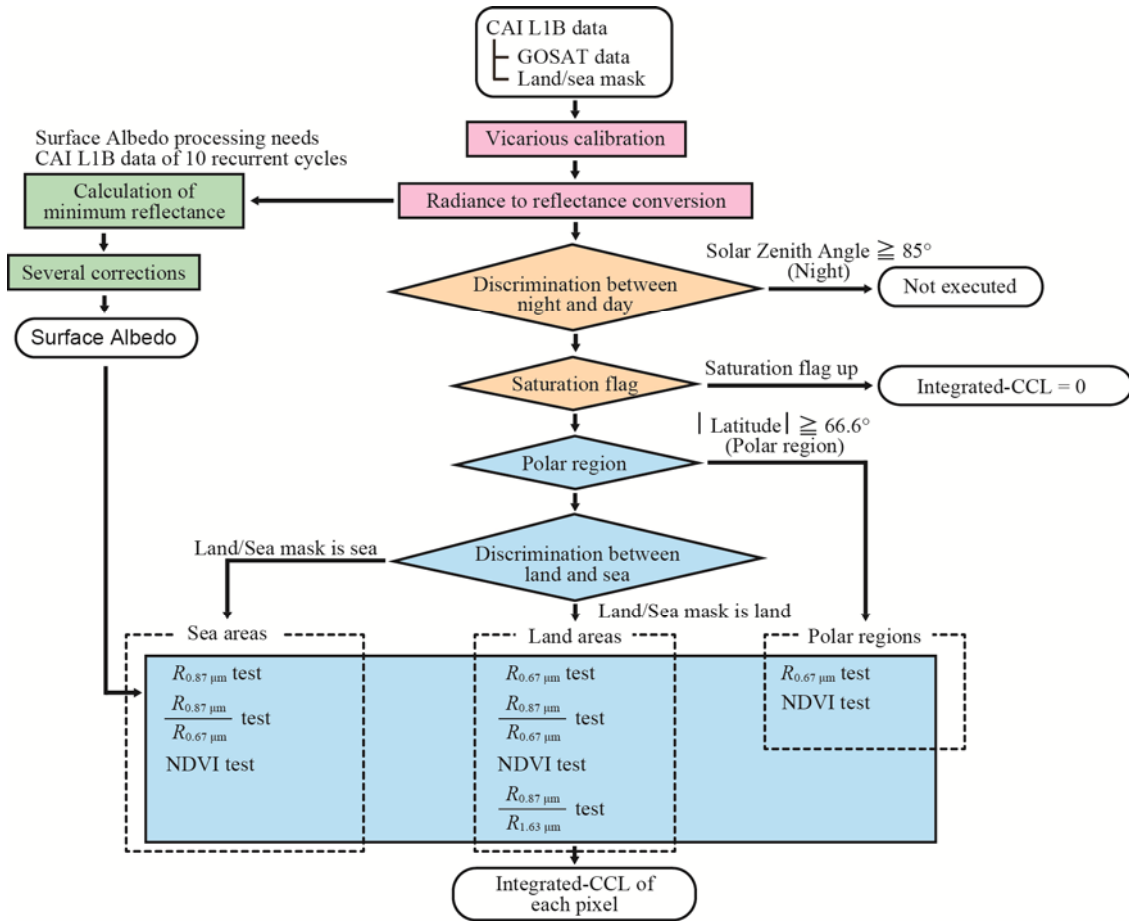 CAI L1B data
GOSAT data
Land/sea mask
Vicarious calibration
Surface Albedo processing needs
CAI L1B data of 10 recurrent cycles
Calculation of
minimum reflectance
Radiance to reflectance conversion
Several corrections
Surface Albedo
Discrimination between
night and day
Solar Zenith Angle ≧ 85°
(Night)
Not executed
Saturation flag
Saturation flag up
Integrated-CCL = 0
Polar region
| Latitude | ≧ 66.6°
(Polar region)
Discrimination between
land and sea
Land/Sea mask is sea
Land/Sea mask is land
Sea areas
R0.87 μm test
R0.87 μm
R0.67 μm
test
NDVI test
Land areas
R0.67 μm test
R0.87 μm
R0.67 μm
test
NDVI test
R0.87 μm
R1.63 μm
test
Polar regions
R0.67 μm test
NDVI test
Integrated-CCL of
each pixel